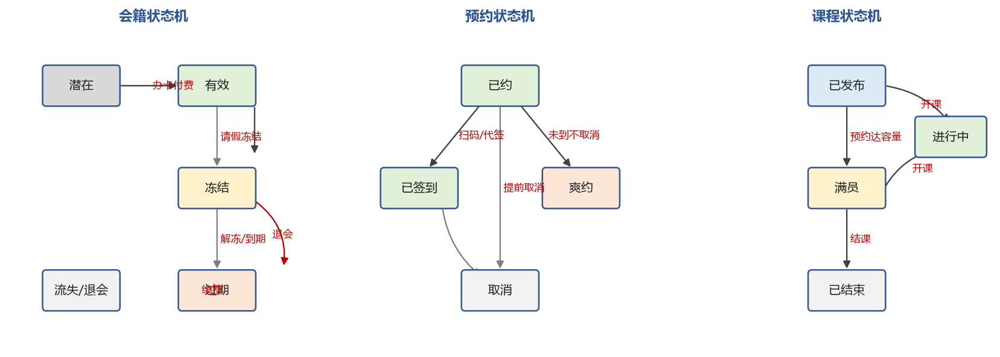 会籍状态机
潜在
办卡付费
有效
请假冻结
冻结
解冻/到期
退会
流失/退会
续费
过期
预约状态机
已约
扫码/代签
未到不取消
已签到
提前取消
爽约
取消
课程状态机
已发布
开课
预约达容量
进行中
开课
满员
结课
已结束